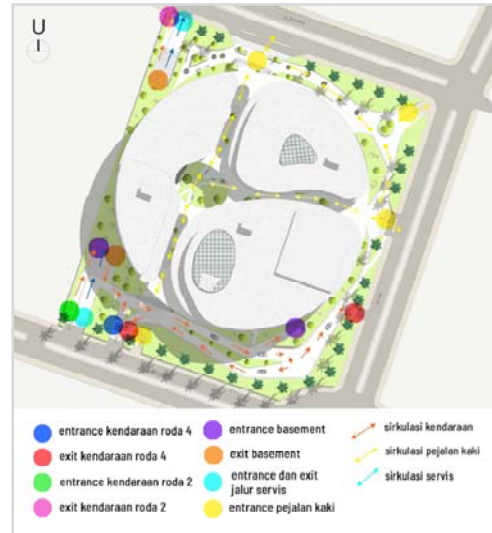 U
entrance kendaraan roda 4
exit kendaraan roda 4
entrance kendaraan roda 2
exit kendaraan roda 2
entrance basement
exit basement
entrance dan exit
jalur servis
entrance pejalan kaki
sirkulasi kendaraan
sirkulasi pejalan kaki
sirkulasi servis